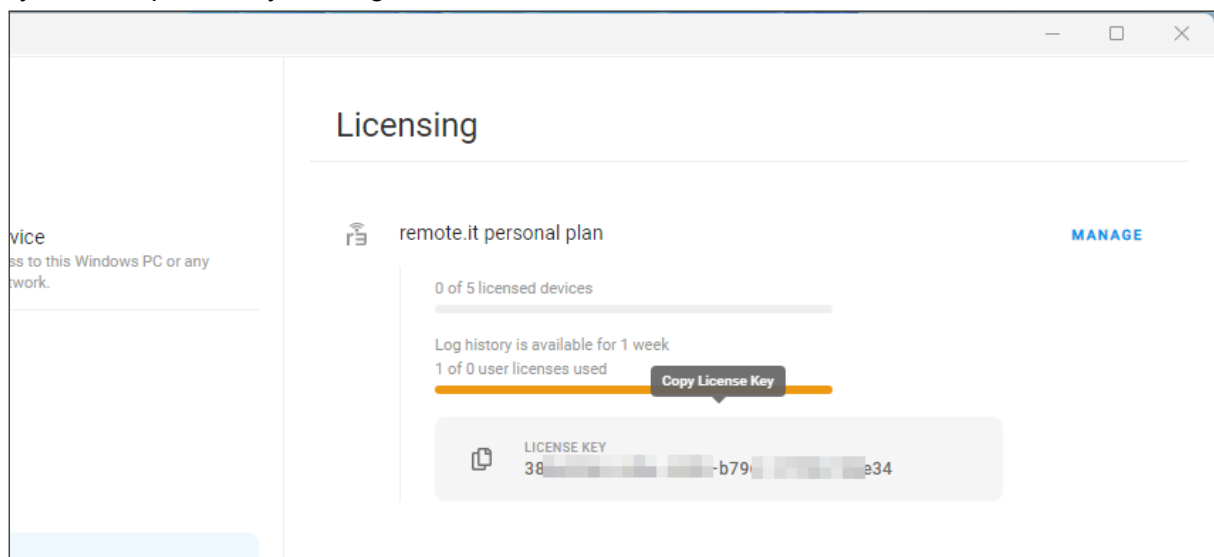 Licensing
vice
ss to this Windows PC or any
twork.
remote.it personal plan
MANAGE
0 of 5 licensed devices
Log history is available for 1 week
1 of 0 user licenses used
Copy License Key
LICENSE KEY
38 -b79 e34